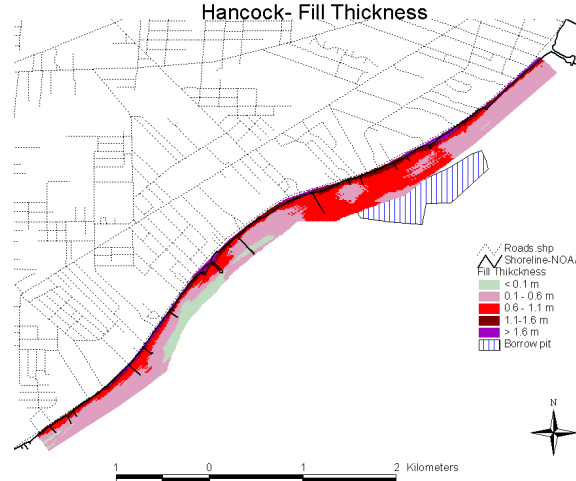 Hancock- Fill Thickness
Roads.shp
Shoreline-NOAA
Fill Thikckness
< 0.1 m
0.1 - 0.6 m
0.6 - 1.1 m
1.1-1.6 m
> 1.6 m
Borrow pit
N
1 0 1 2 Kilometers